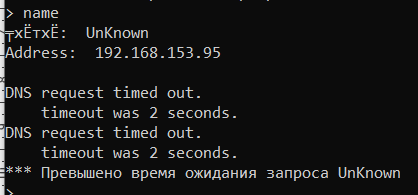 > name
╤хЁтхЁ:  UnKnown
Address:  192.168.153.95
DNS request timed out.
    timeout was 2 seconds.
DNS request timed out.
    timeout was 2 seconds.
*** Превышено время ожидания запроса UnKnown
>